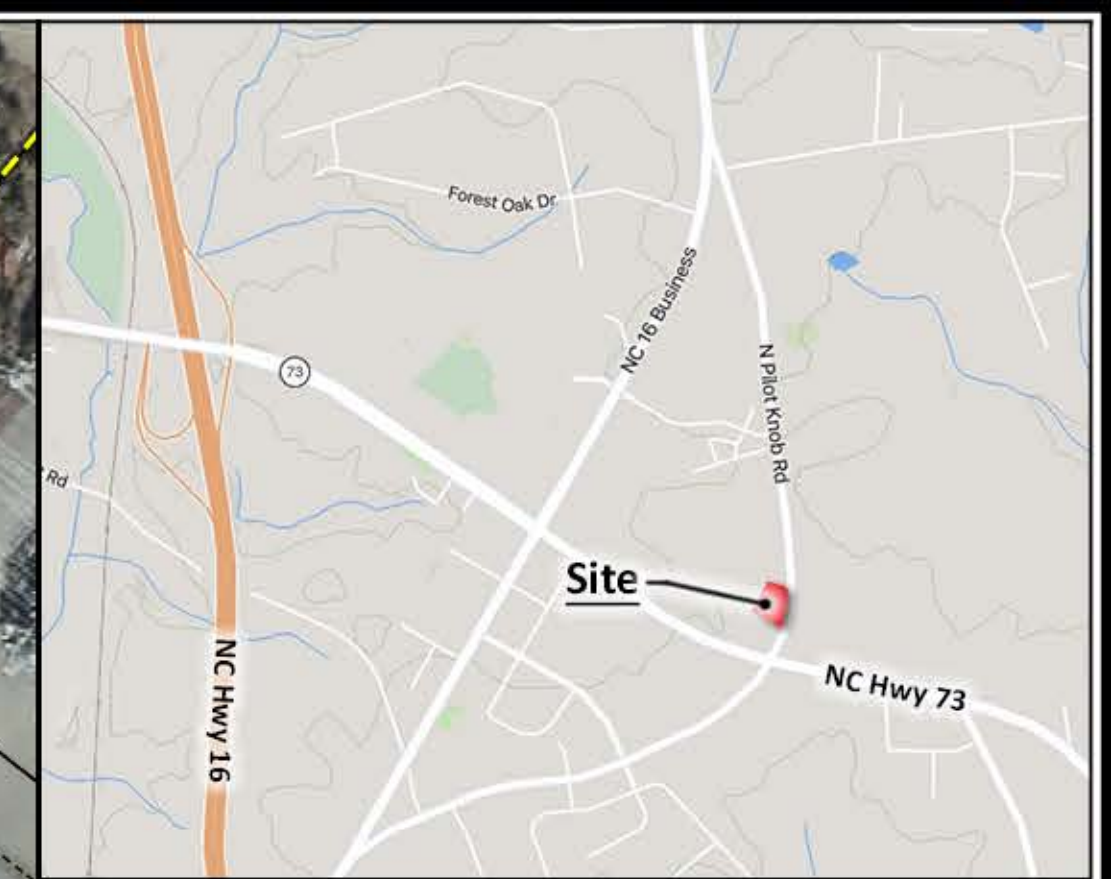 Forest Oak Dr
NC 16 Business
73
N Pilot Knob Rd
Rd
Site
NC Hwy 73
NC Hwy 16